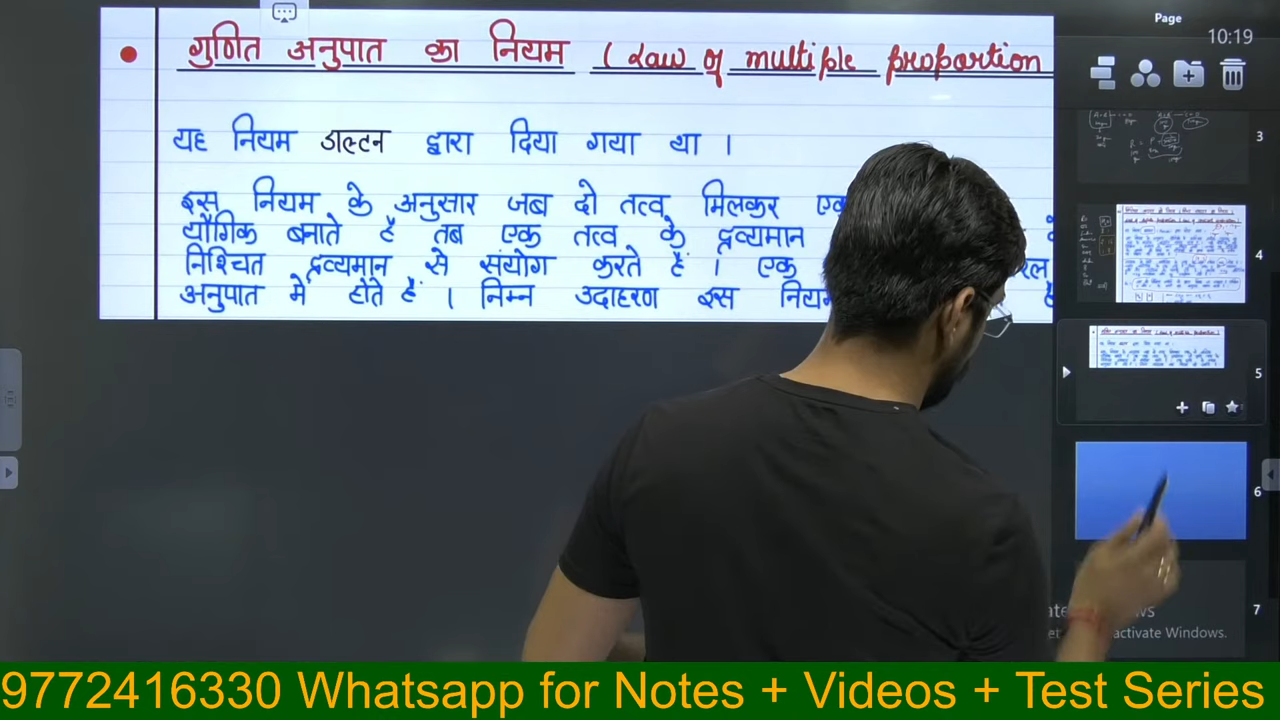 Page
10:19
गुणित अनुपात का नियम ( Law of multiple proportion
यह नियम डाल्टन द्वारा दिया गया था ।
इस नियम के अनुसार जब दो तत्व मिलकर एक
यौगिक बनाते है तब एक तत्व के द्रव्यमान
निश्चित द्रव्यमान से संयोग करते हैं । एक रल
अनुपात में होते हैं । निम्न उदाहरण इस नियम है
3
4
5
6
7
activate Windows.
9772416330 Whatsapp for Notes + Videos + Test Series